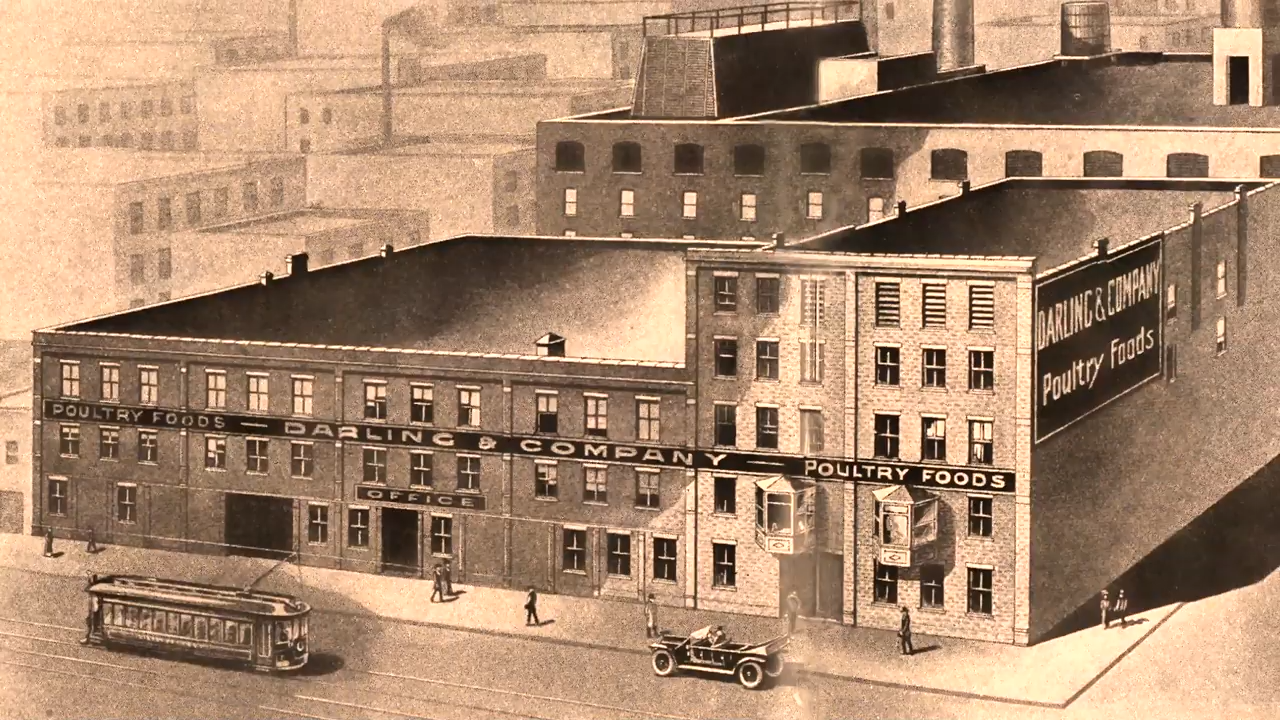 POULTRY FOODS — DARLING & COMPANY — POULTRY FOODS
OFFICE
DARLING & COMPANY
Poultry Foods